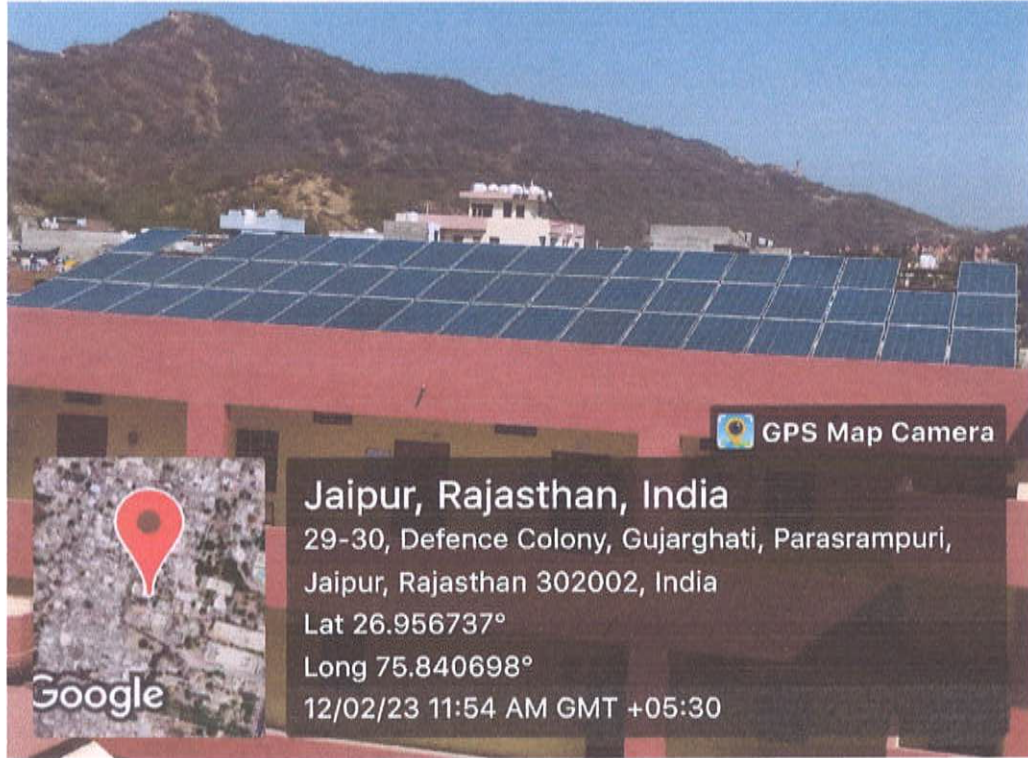 GPS Map Camera
Jaipur, Rajasthan, India
29-30, Defence Colony, Gujarghati, Parasrampuri,
Jaipur, Rajasthan 302002, India
Lat 26.956737°
Long 75.840698°
12/02/23 11:54 AM GMT +05:30
Google